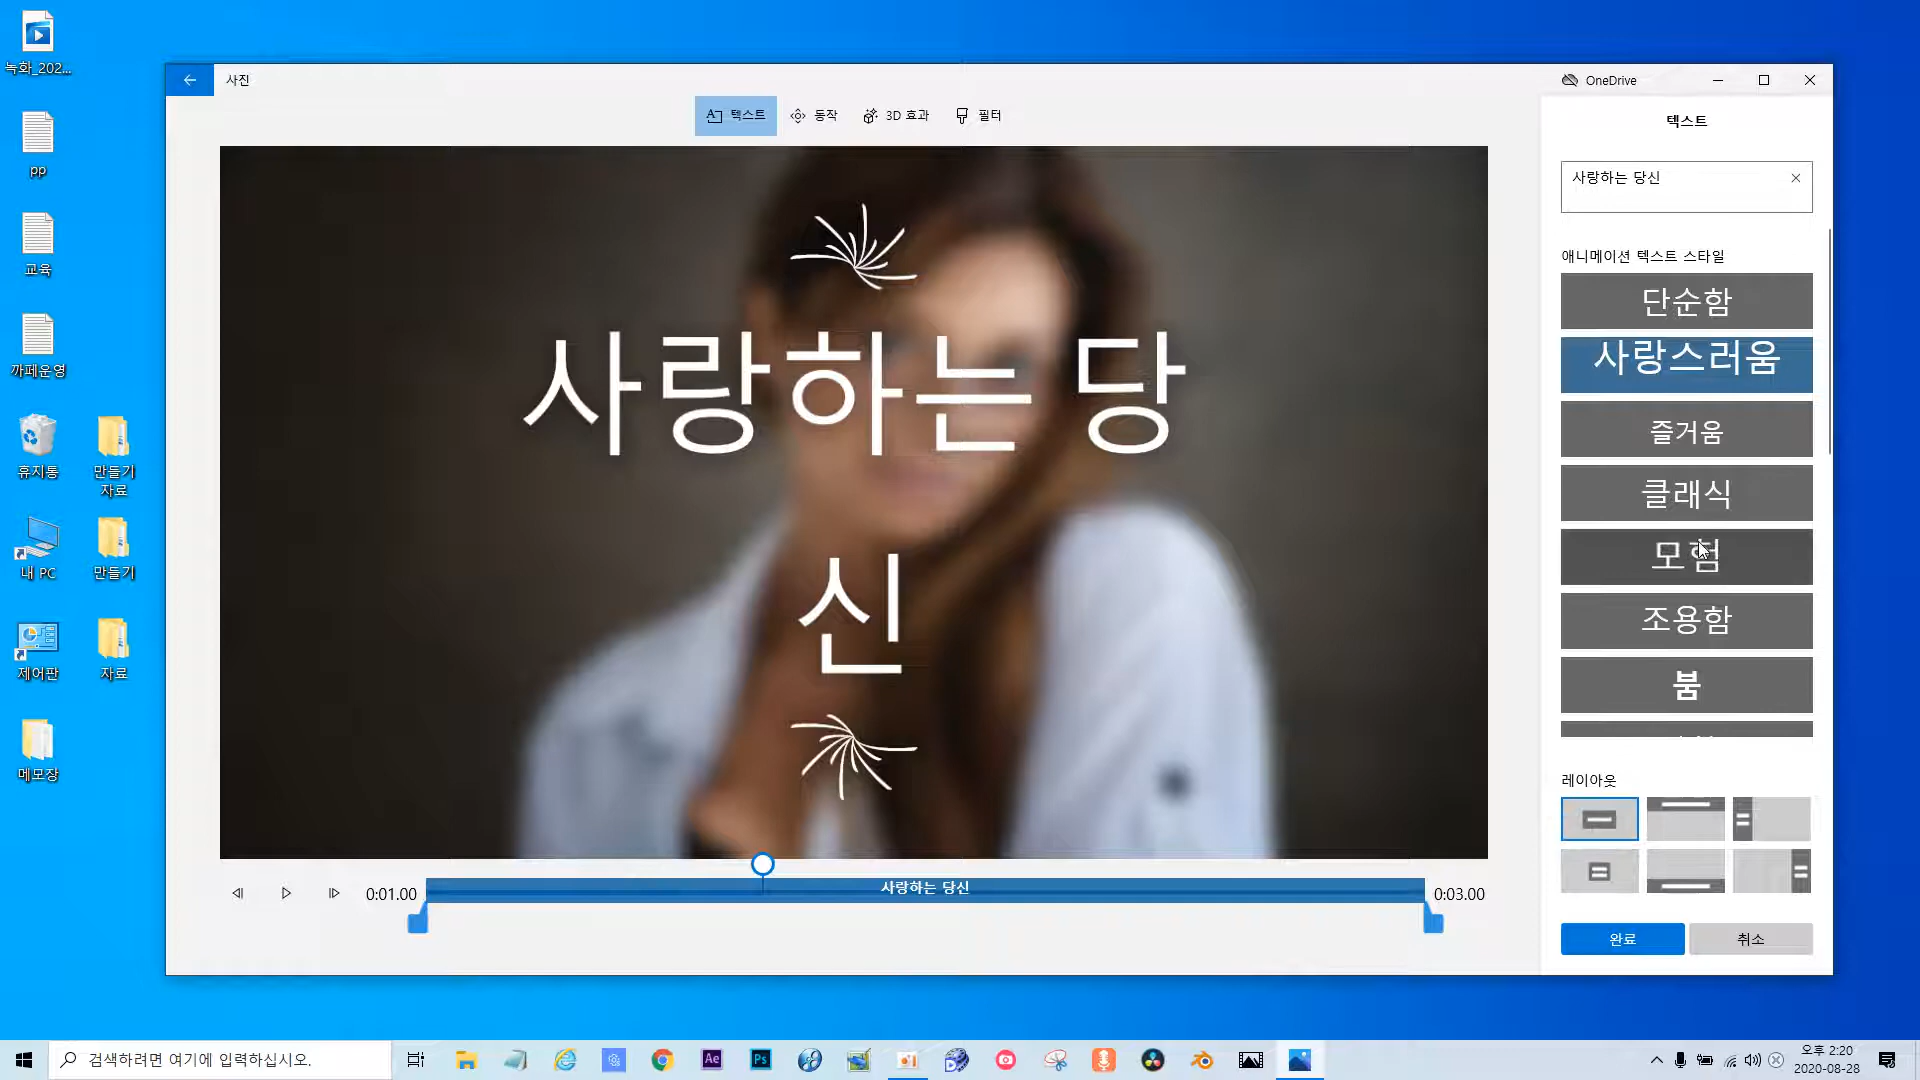 녹화_202...
pp
교육
까페운영
휴지통
만들기
자료
내 PC
만들기
제어판
자료
메모장
사진
OneDrive
텍스트
동작
3D 효과
필터
사랑하는 당
신
0:01.00
사랑하는 당신
0:03.00
텍스트
사랑하는 당신
애니메이션 텍스트 스타일
단순함
사랑스러움
즐거움
클래식
모험
조용함
붐
레이아웃
완료
취소
검색하려면 여기에 입력하십시오.
Ae
Ps
오후 2:20
2020-08-28